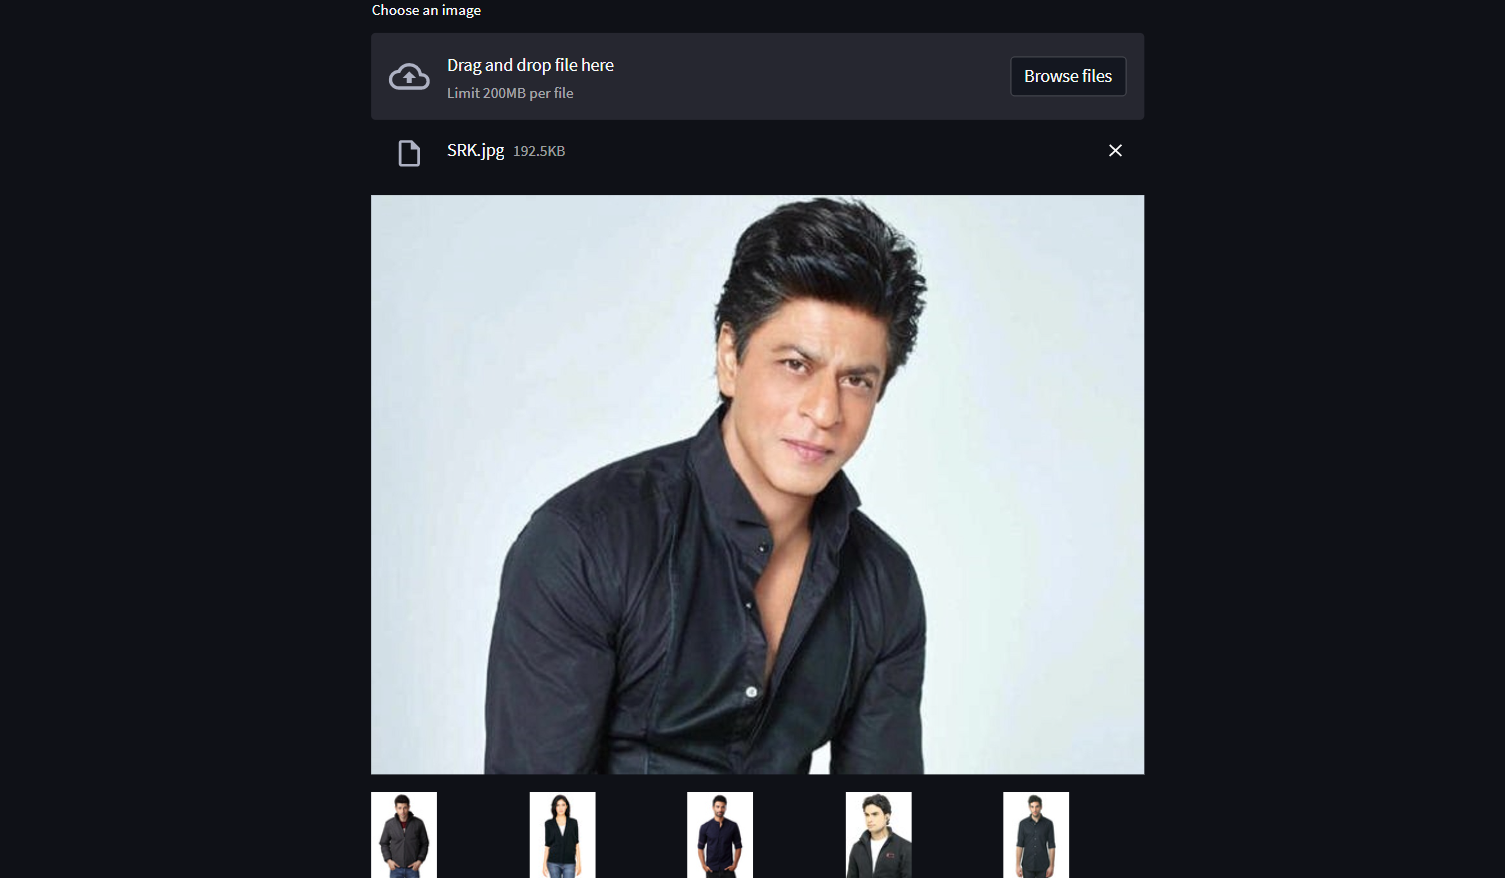 Choose an image
Drag and drop file here
Limit 200MB per file
Browse files
SRK.jpg 192.5KB